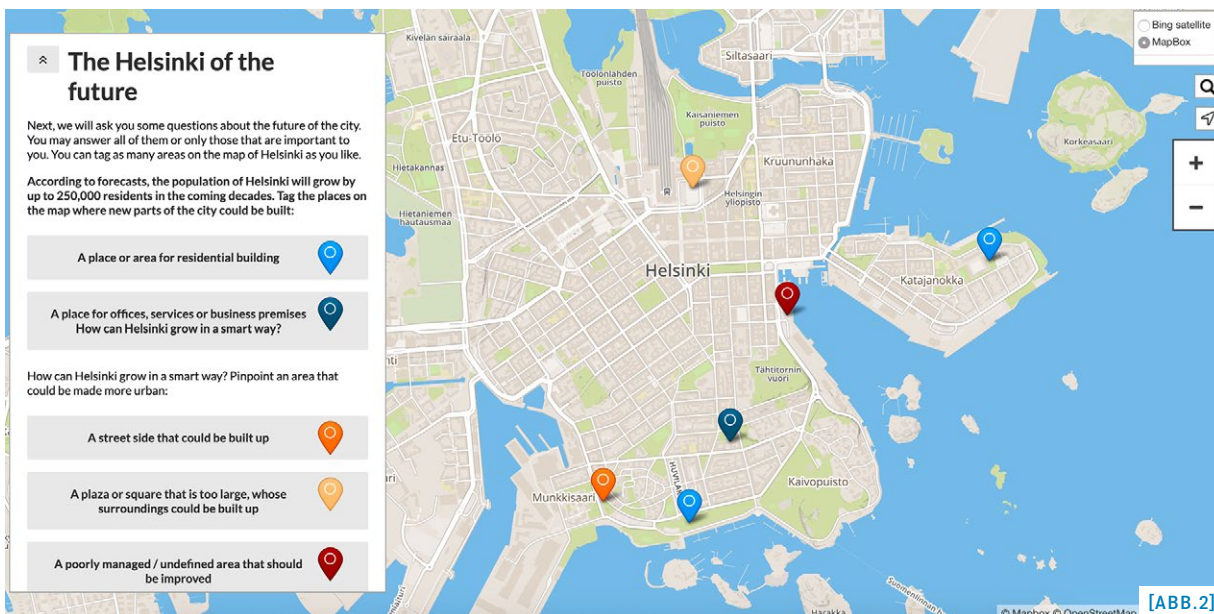 The Helsinki of the
future
Next, we will ask you some questions about the future of the city.
You may answer all of them or only those that are important to
you. You can tag as many areas on the map of Helsinki as you like.
According to forecasts, the population of Helsinki will grow by
up to 250,000 residents in the coming decades. Tag the places on
the map where new parts of the city could be built:
A place or area for residential building
A place for offices, services or business premises
How can Helsinki grow in a smart way?
How can Helsinki grow in a smart way? Pinpoint an area that
could be made more urban:
A street side that could be built up
A plaza or square that is too large, whose
surroundings could be built up
A poorly managed / undefined area that should
be improved
Kivelän sairaala
Töölönlahden
puisto
Siltasaari
Kaisaniemen
puisto
Etu-Töölö
Hietakannas
Kruununhaka
Helsingin
yliopisto
Hietaniemen
hautausmaa
Helsinki
Katajanokka
Korkeasaari
Tähtitornin
vuori
Munkkisaari
Kaivopuisto
Harakka
Bing satellite
MapBox
+
−
© Mapbox © OpenStreetMap
[ABB.2]